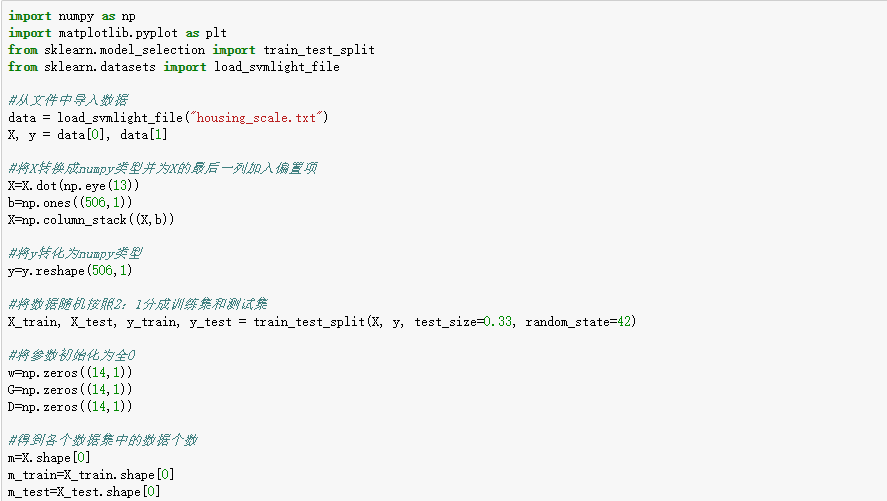 import numpy as np
import matplotlib.pyplot as plt
from sklearn.model_selection import train_test_split
from sklearn.datasets import load_svmlight_file
#从文件中导入数据
data = load_svmlight_file("housing_scale.txt")
X, y = data[0], data[1]
#将X转换成numpy类型并为X的最后一列加入偏置项
X=X.dot(np.eye(13))
b=np.ones((506,1))
X=np.column_stack((X,b))
#将y转化为numpy类型
y=y.reshape(506,1)
#将数据随机按照2：1分成训练集和测试集
X_train, X_test, y_train, y_test = train_test_split(X, y, test_size=0.33, random_state=42)
#将参数初始化为全0
w=np.zeros((14,1))
G=np.zeros((14,1))
D=np.zeros((14,1))
#得到各个数据集中的数据个数
m=X.shape[0]
m_train=X_train.shape[0]
m_test=X_test.shape[0]